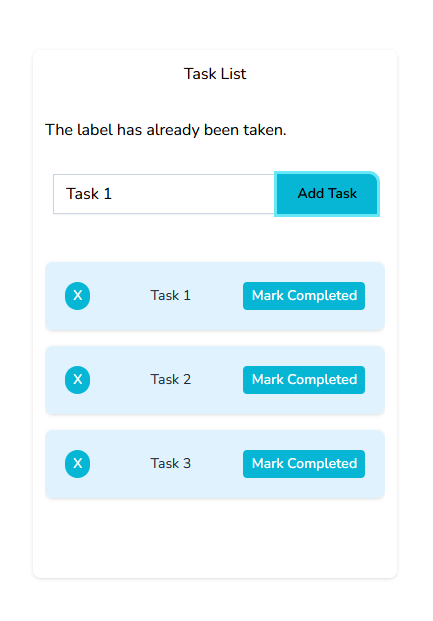 Task List
The label has already been taken.
Task 1 Add Task
X Task 1 Mark Completed
X Task 2 Mark Completed
X Task 3 Mark Completed